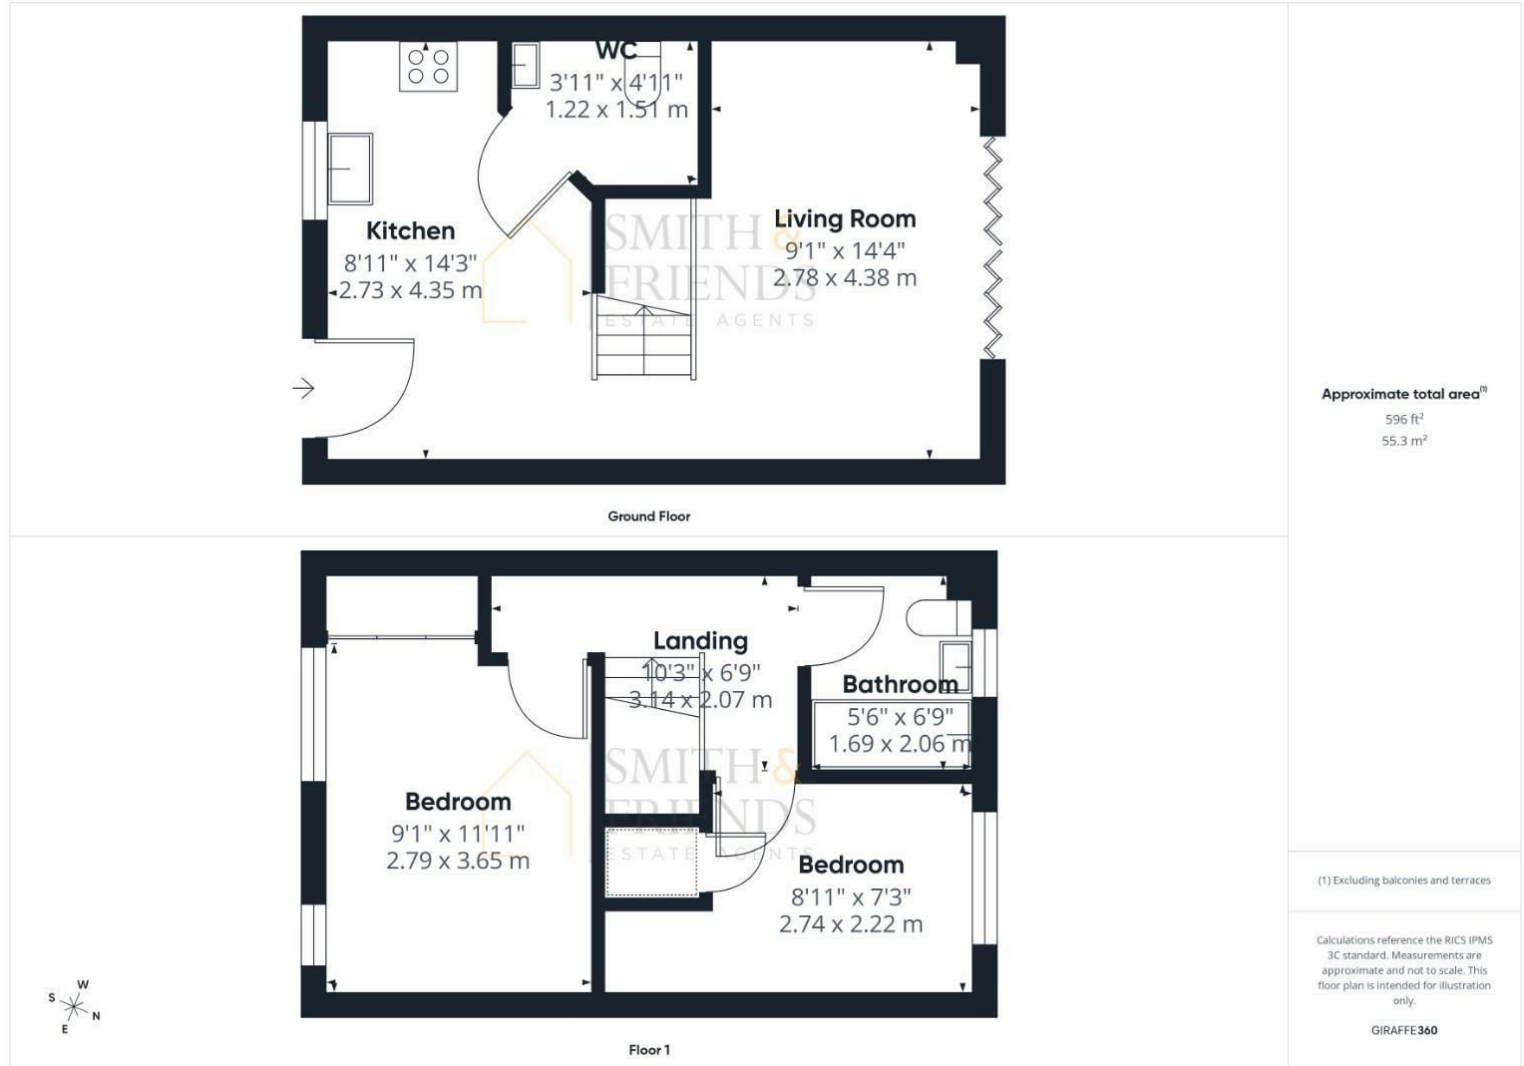 WC
3'11" x 4'11"
1.22 x 1.51 m
Kitchen
8'11" x 14'3"
2.73 x 4.35 m
Living Room
9'1" x 14'4"
2.78 x 4.38 m
SMITH &
FRIENDS
ESTATE AGENTS
Ground Floor
Landing
10'3" x 6'9"
3.14 x 2.07 m
Bathroom
5'6" x 6'9"
1.69 x 2.06 m
Bedroom
9'1" x 11'11"
2.79 x 3.65 m
SMITH &
FRIENDS
ESTATE AGENTS
Bedroom
8'11" x 7'3"
2.74 x 2.22 m
W
S
N
E
Floor 1
Approximate total area(1)
596 ft²
55.3 m²
(1) Excluding balconies and terraces
Calculations reference the RICS IPMS
3C standard. Measurements are
approximate and not to scale. This
floor plan is intended for illustration
only.
GIRAFFE360